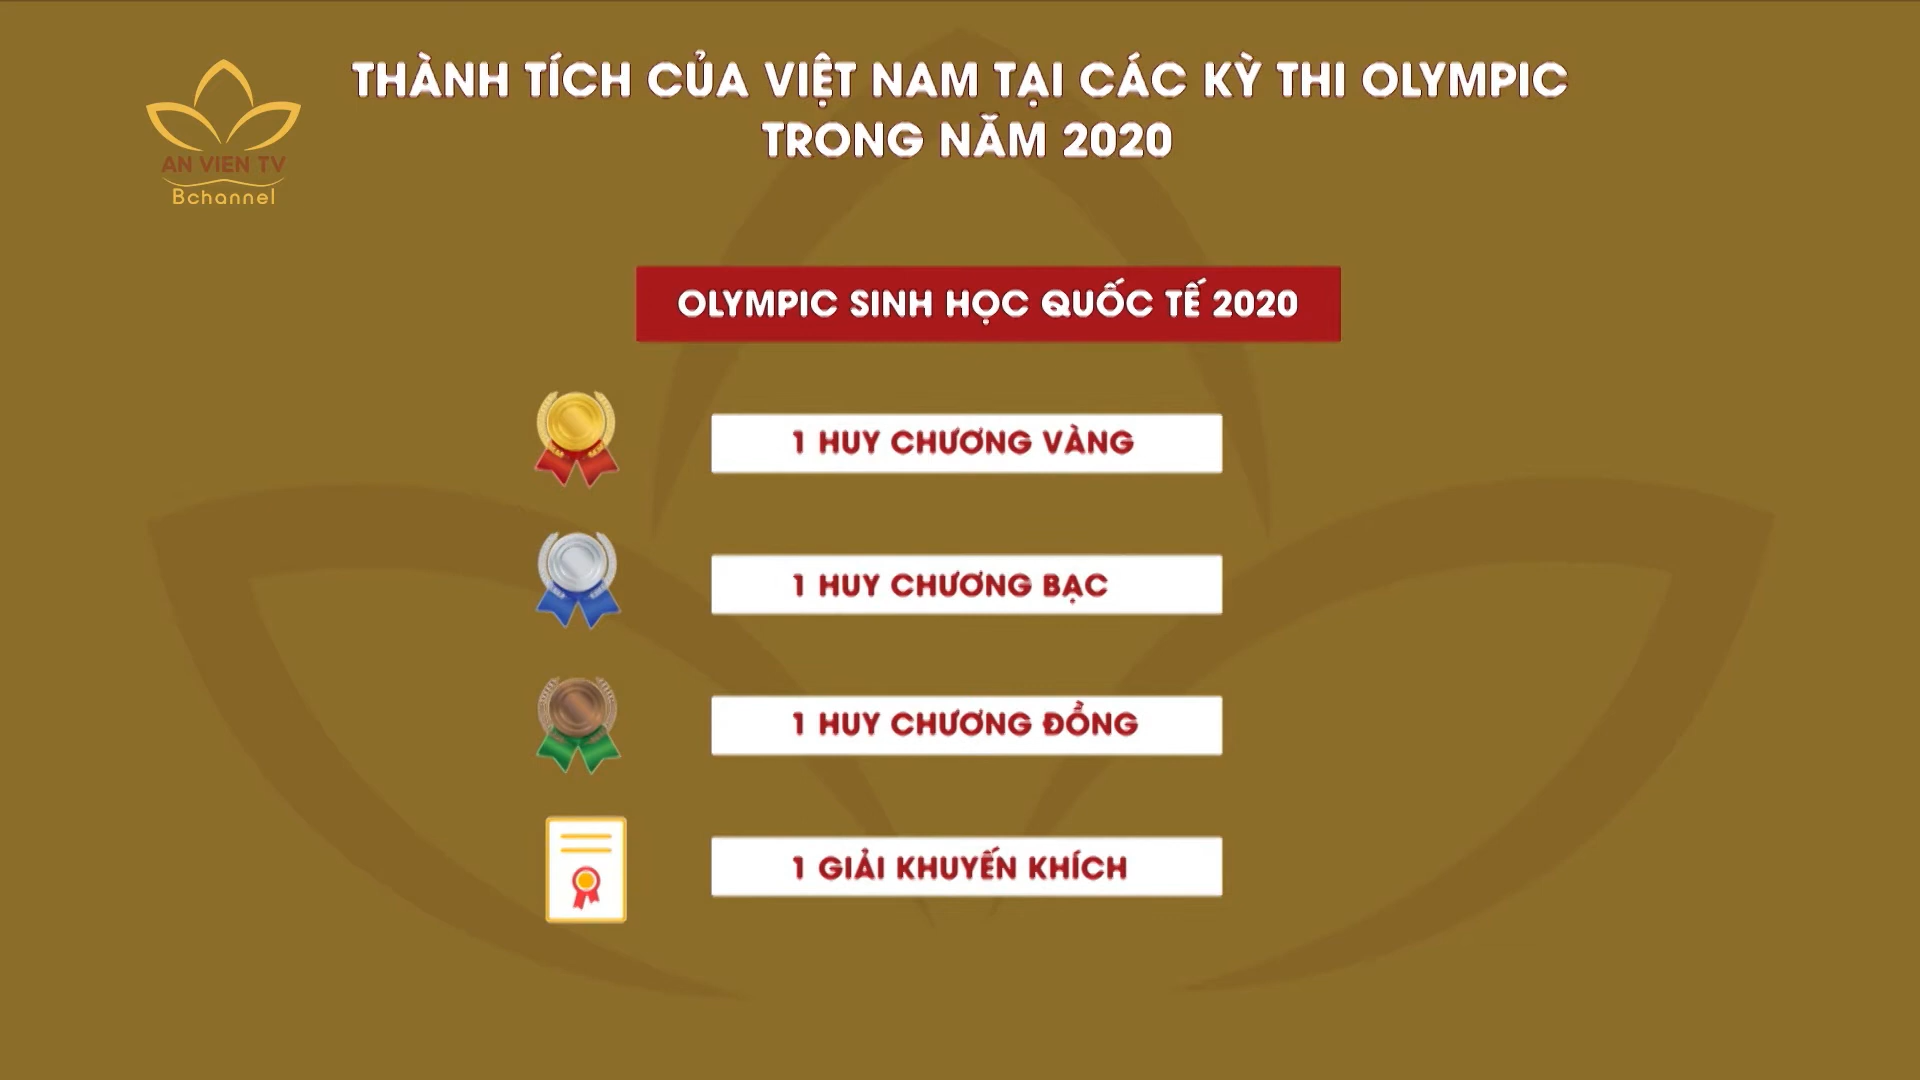 THÀNH TÍCH CỦA VIỆT NAM TẠI CÁC KỲ THI OLYMPIC
TRONG NĂM 2020
AN VIEN TV
Bchannel
OLYMPIC SINH HỌC QUỐC TẾ 2020
1 HUY CHƯƠNG VÀNG
1 HUY CHƯƠNG BẠC
1 HUY CHƯƠNG ĐỒNG
1 GIẢI KHUYẾN KHÍCH